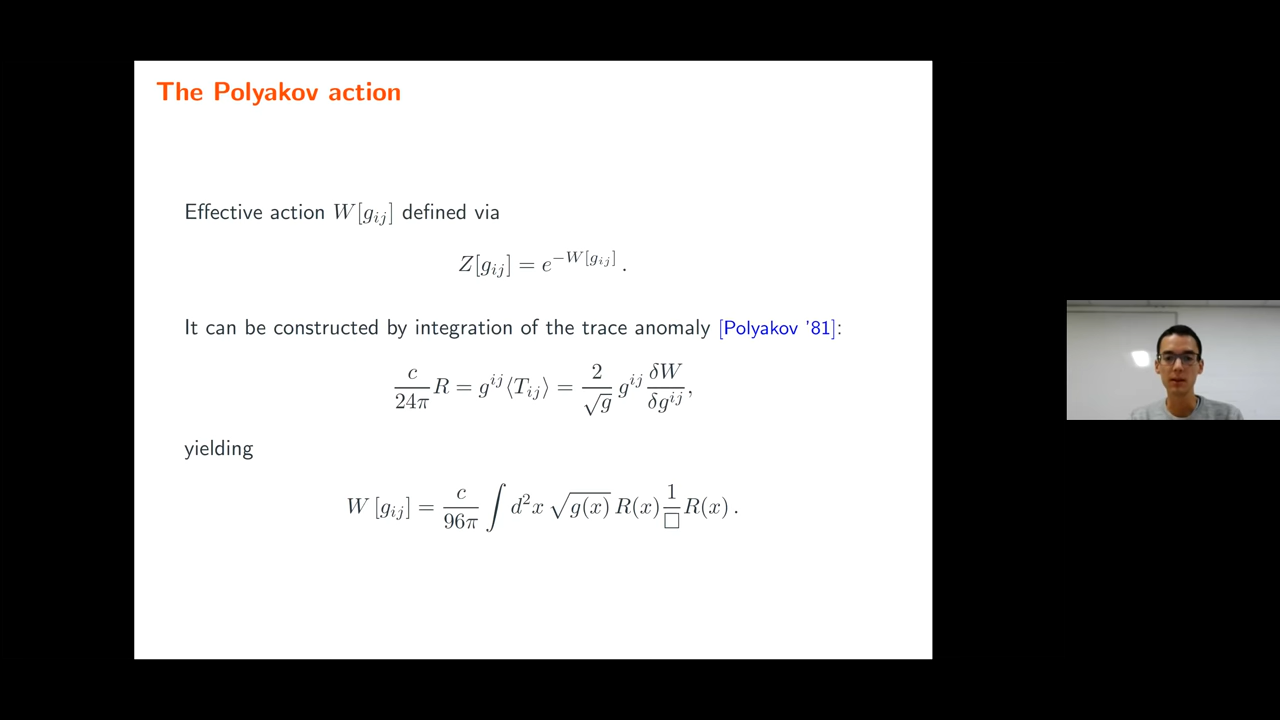 The Polyakov action
Effective action $W[g_{ij}]$ defined via
$Z[g_{ij}] = e^{-W[g_{ij}]}\,.$
It can be constructed by integration of the trace anomaly [Polyakov '81]:
$\frac{c}{24\pi} R = g^{ij} \langle T_{ij} \rangle = \frac{2}{\sqrt{g}}\, g^{ij} \frac{\delta W}{\delta g^{ij}},$
yielding
$W\,[g_{ij}] = \frac{c}{96\pi} \int d^2x\, \sqrt{g(x)}\, R(x) \frac{1}{\Box} R(x)\,.$